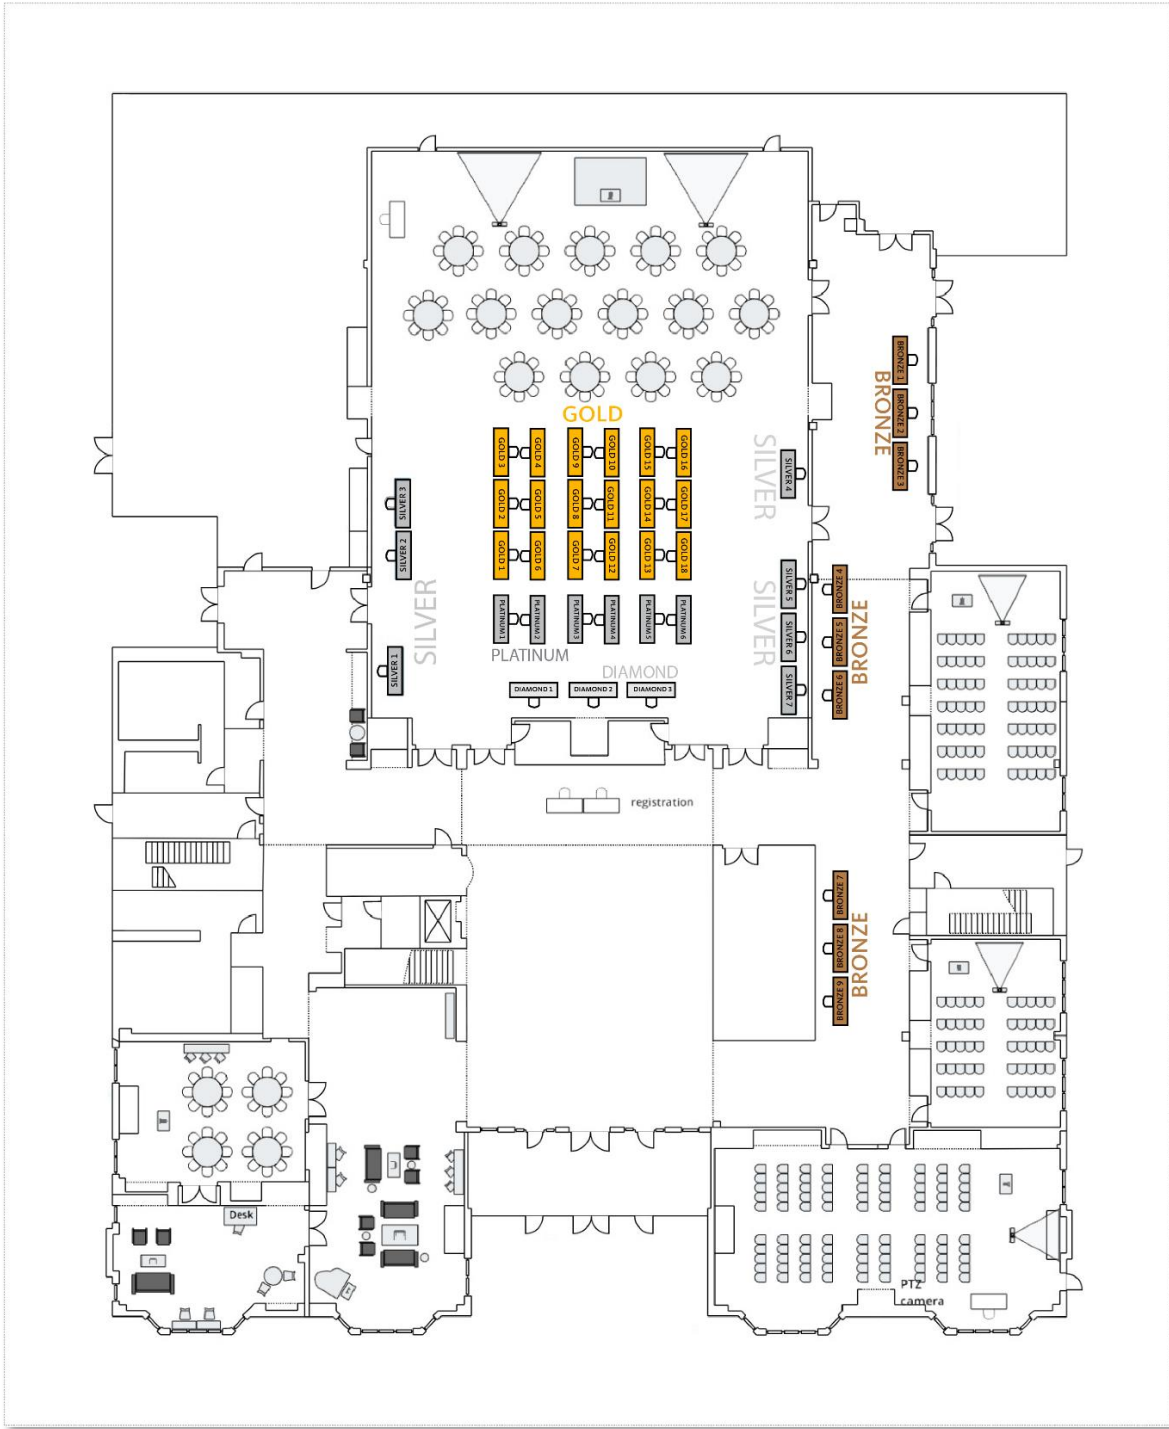 BRONZE 1
BRONZE
BRONZE 2
BRONZE 3
GOLD
GOLD 3
GOLD 4
GOLD 9
GOLD 10
GOLD 15
GOLD 16
SILVER
SILVER 4
SILVER 3
GOLD 2
GOLD 5
GOLD 8
GOLD 11
GOLD 14
GOLD 17
SILVER 2
GOLD 1
GOLD 6
GOLD 7
GOLD 12
GOLD 13
GOLD 18
SILVER 5
BRONZE 4
SILVER
PLATINUM 1
PLATINUM 2
PLATINUM 3
PLATINUM 4
PLATINUM 5
PLATINUM 6
SILVER
SILVER 6
BRONZE 5
BRONZE
PLATINUM
SILVER 1
DIAMOND
DIAMOND 1
DIAMOND 2
DIAMOND 3
SILVER 7
BRONZE 6
registration
BRONZE 7
BRONZE 8
BRONZE
BRONZE 9
Desk
PTZ
camera